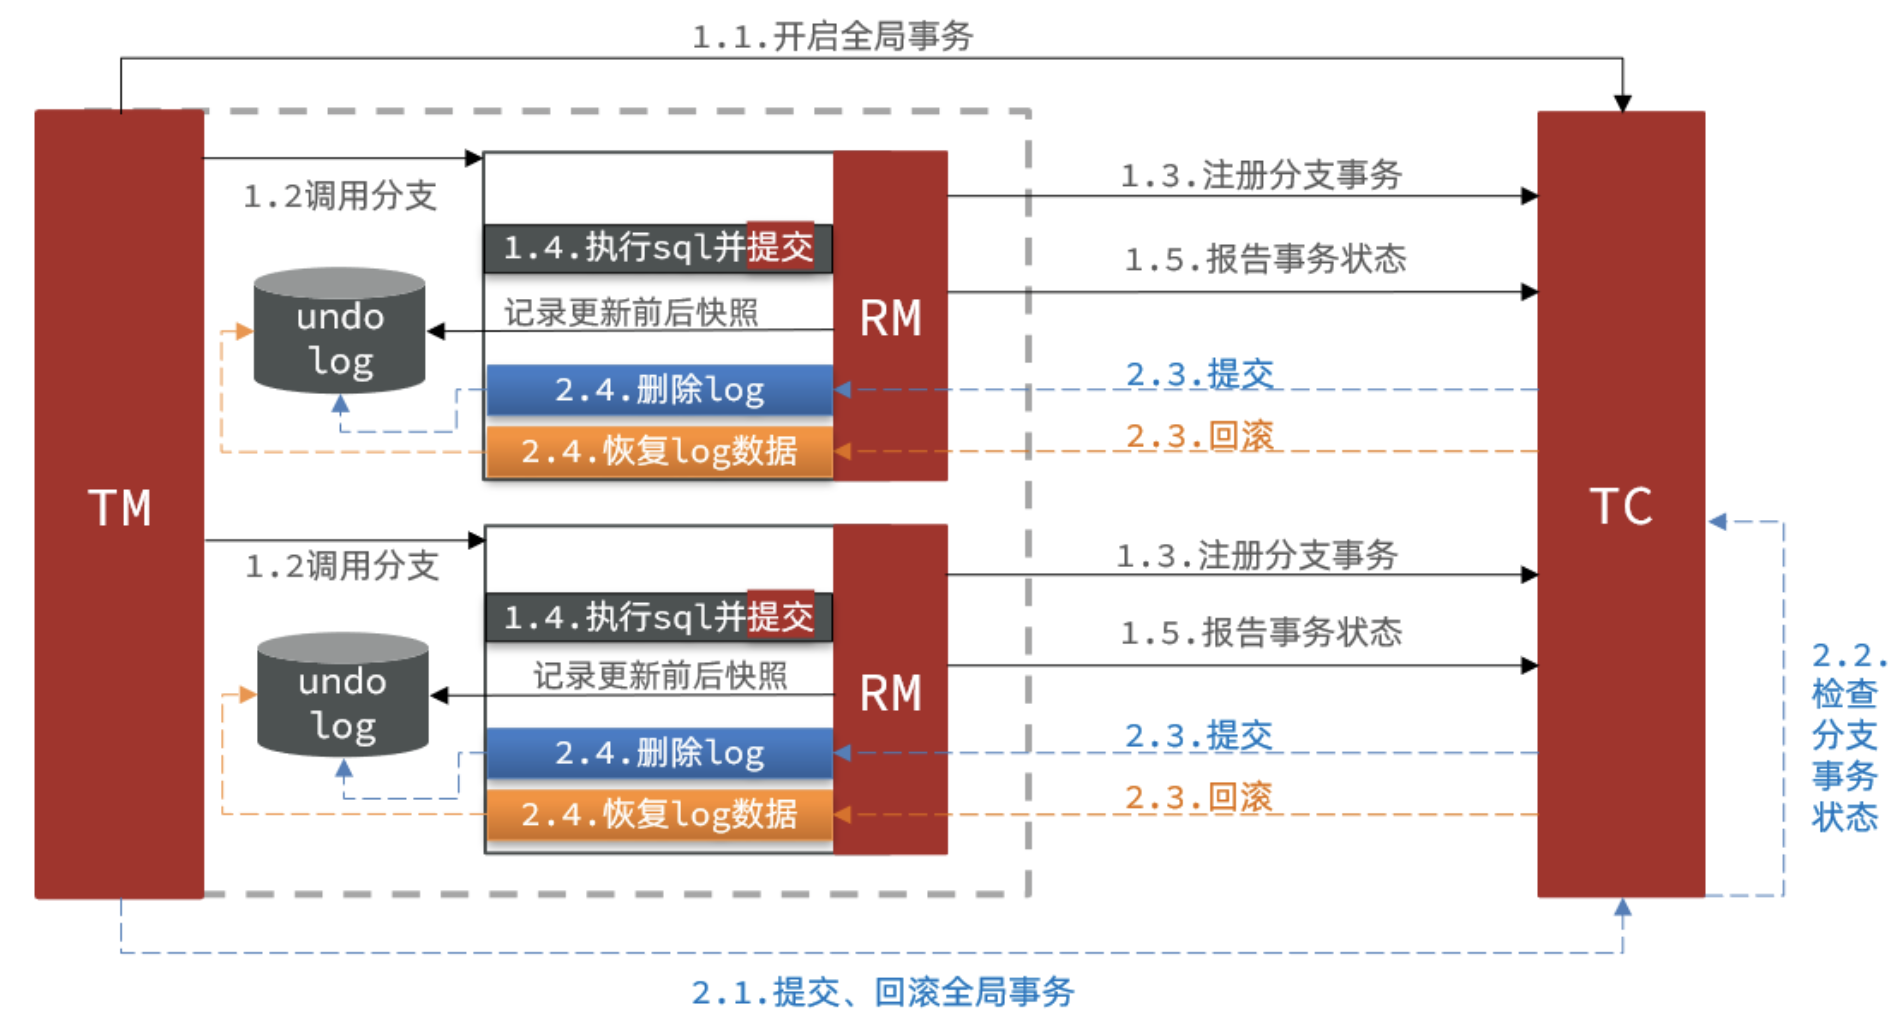 1.1.开启全局事务
TM
1.2调用分支
1.4.执行sql并提交
记录更新前后快照
undo
log
2.4.删除log
2.4.恢复log数据
RM
1.3.注册分支事务
1.5.报告事务状态
2.3.提交
2.3.回滚
1.2调用分支
1.4.执行sql并提交
记录更新前后快照
undo
log
2.4.删除log
2.4.恢复log数据
RM
1.3.注册分支事务
1.5.报告事务状态
2.3.提交
2.3.回滚
TC
2.2.
检查
分支
事务
状态
2.1.提交、回滚全局事务